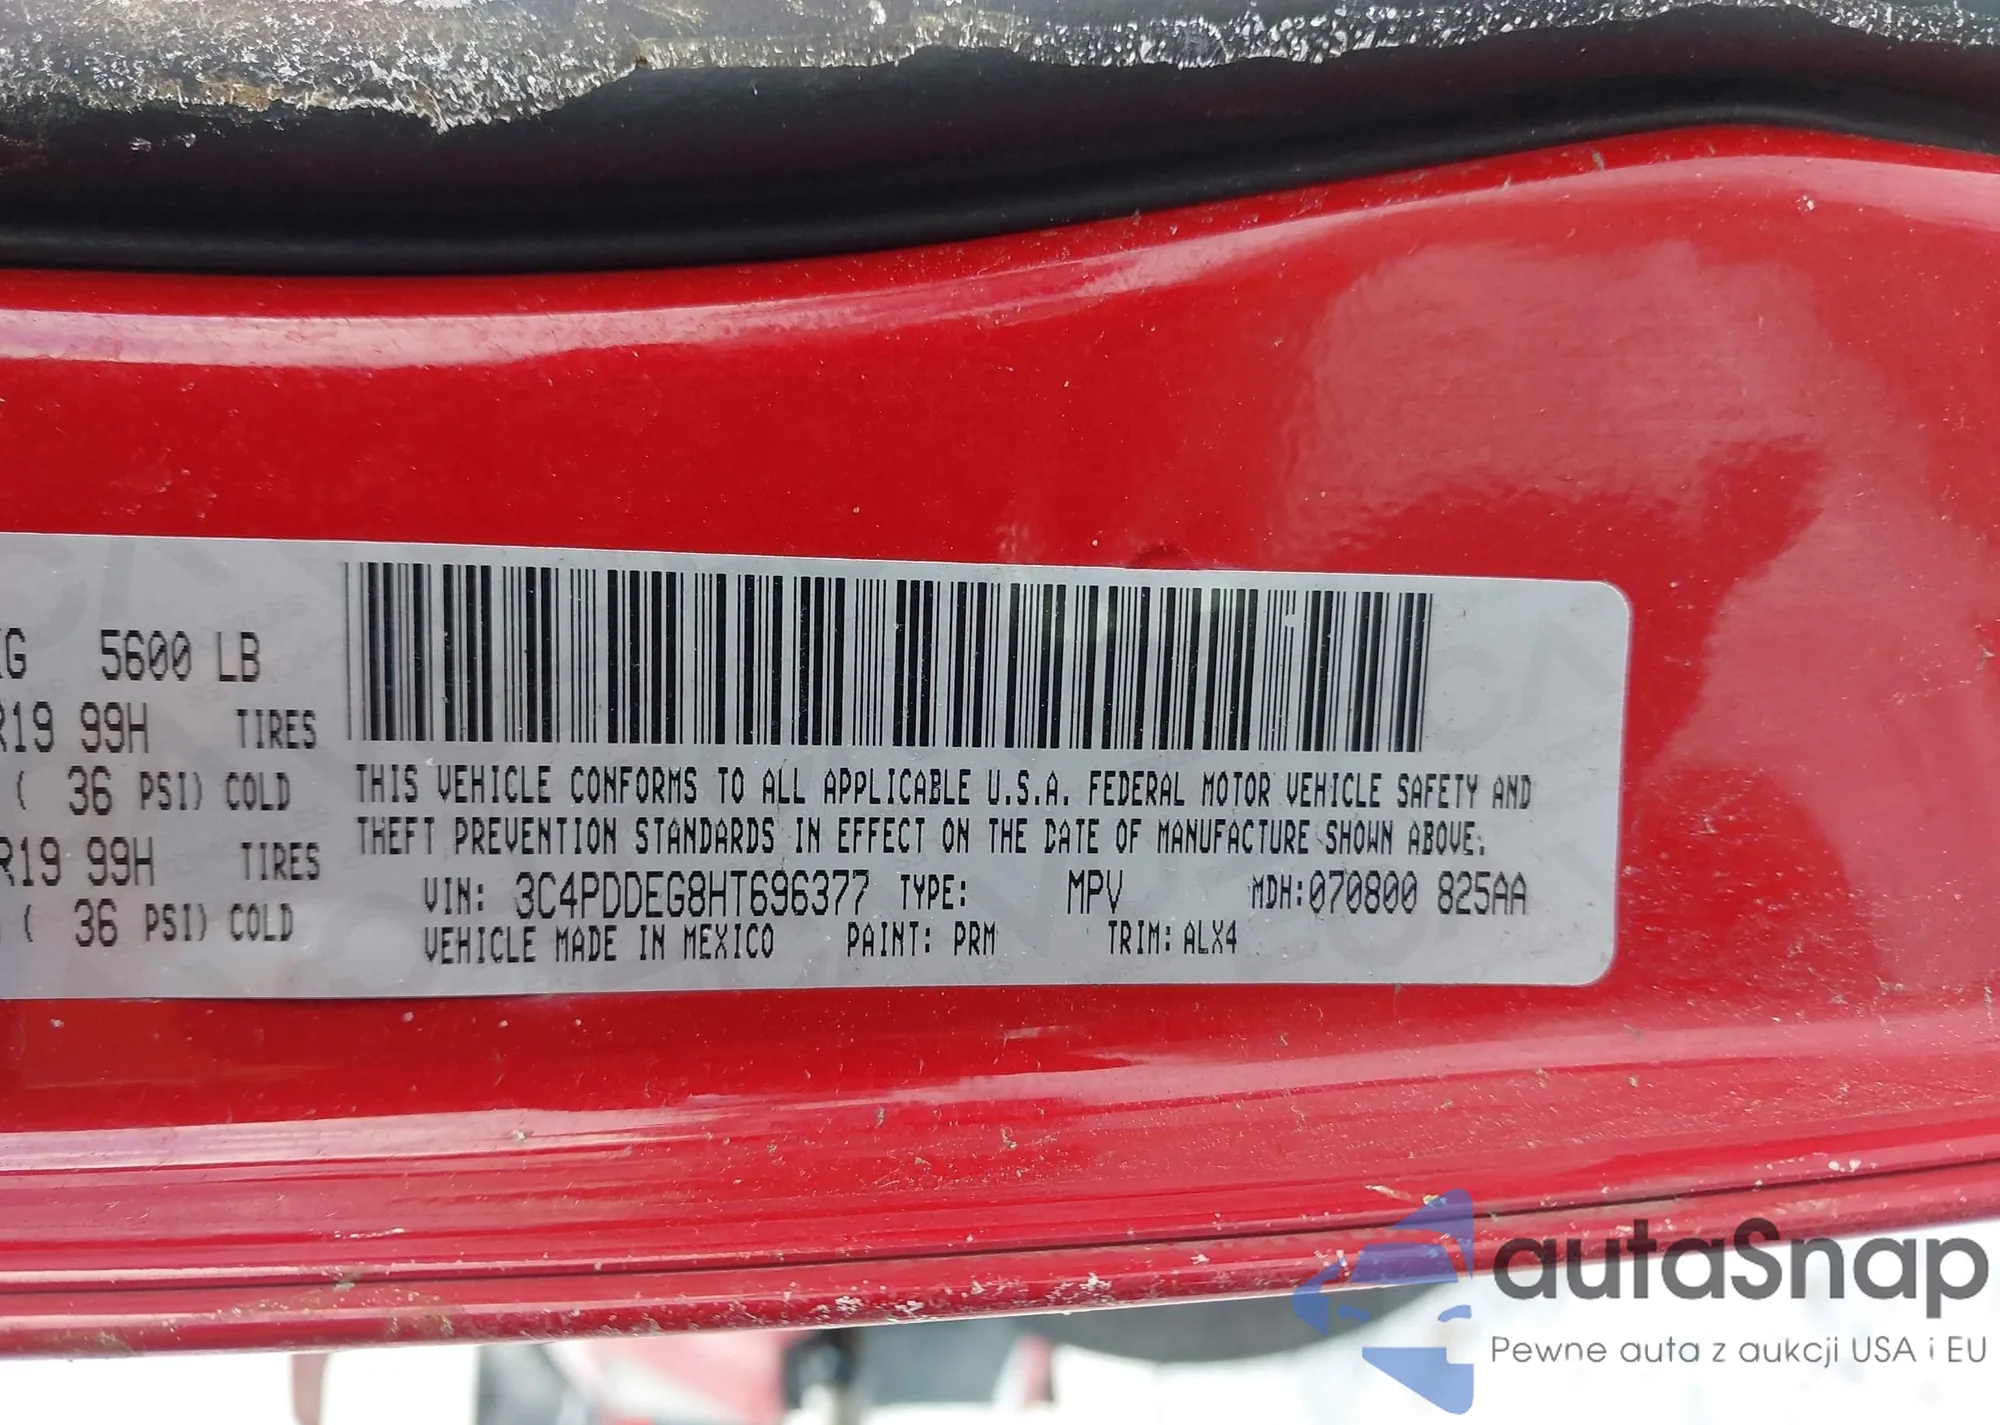 KG 5600 LB
R19 99H TIRES
( 36 PSI) COLD
R19 99H TIRES
( 36 PSI) COLD
THIS VEHICLE CONFORMS TO ALL APPLICABLE U.S.A. FEDERAL MOTOR VEHICLE SAFETY AND
THEFT PREVENTION STANDARDS IN EFFECT ON THE DATE OF MANUFACTURE SHOWN ABOVE:
VIN: 3C4PDDEG8HT696377 TYPE: MPV MDH:070800 825AA
VEHICLE MADE IN MEXICO PAINT: PRM TRIM: ALX4
autaSnap
Pewne auta z aukcji USA i EU